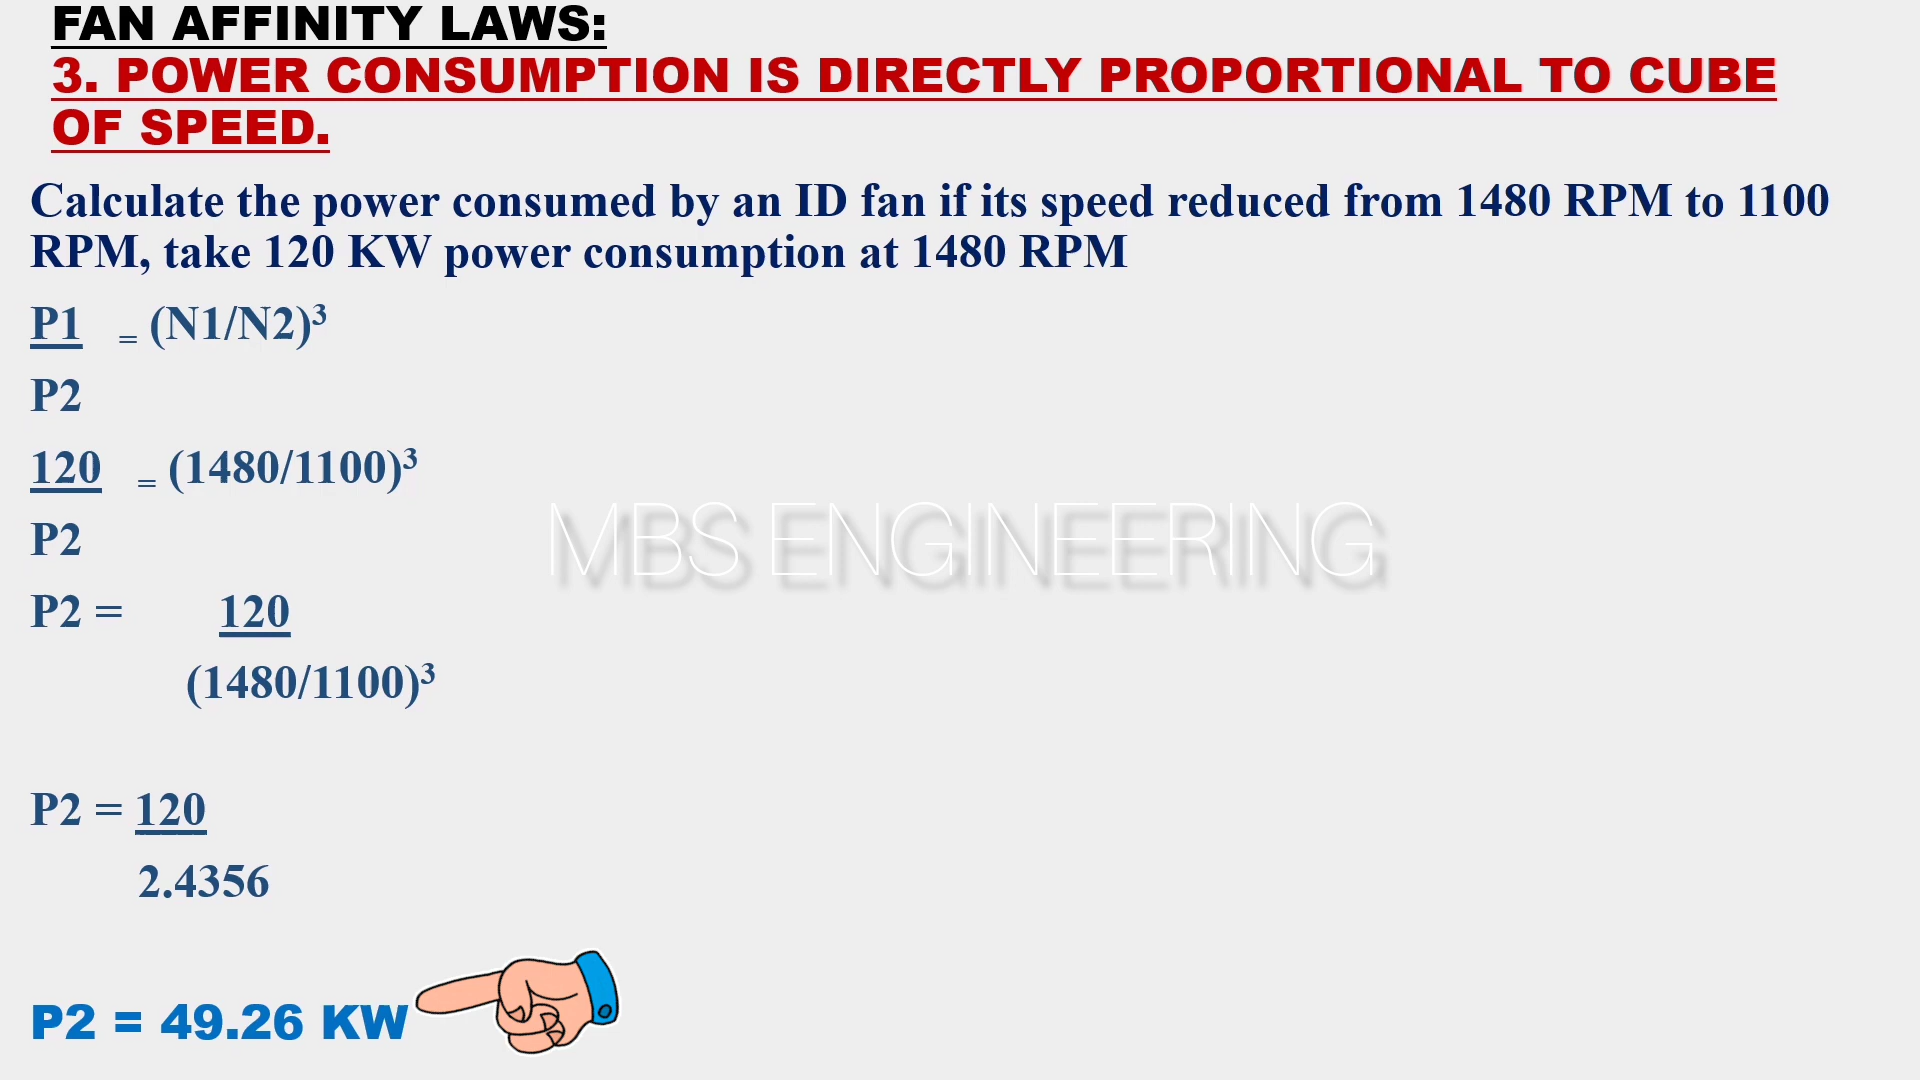 FAN AFFINITY LAWS:
3. POWER CONSUMPTION IS DIRECTLY PROPORTIONAL TO CUBE
OF SPEED.
Calculate the power consumed by an ID fan if its speed reduced from 1480 RPM to 1100
RPM, take 120 KW power consumption at 1480 RPM
P1 = (N1/N2)³
P2
120 = (1480/1100)³
P2
MBS ENGINEERING
P2 = 120
(1480/1100)³
P2 = 120
2.4356
P2 = 49.26 KW